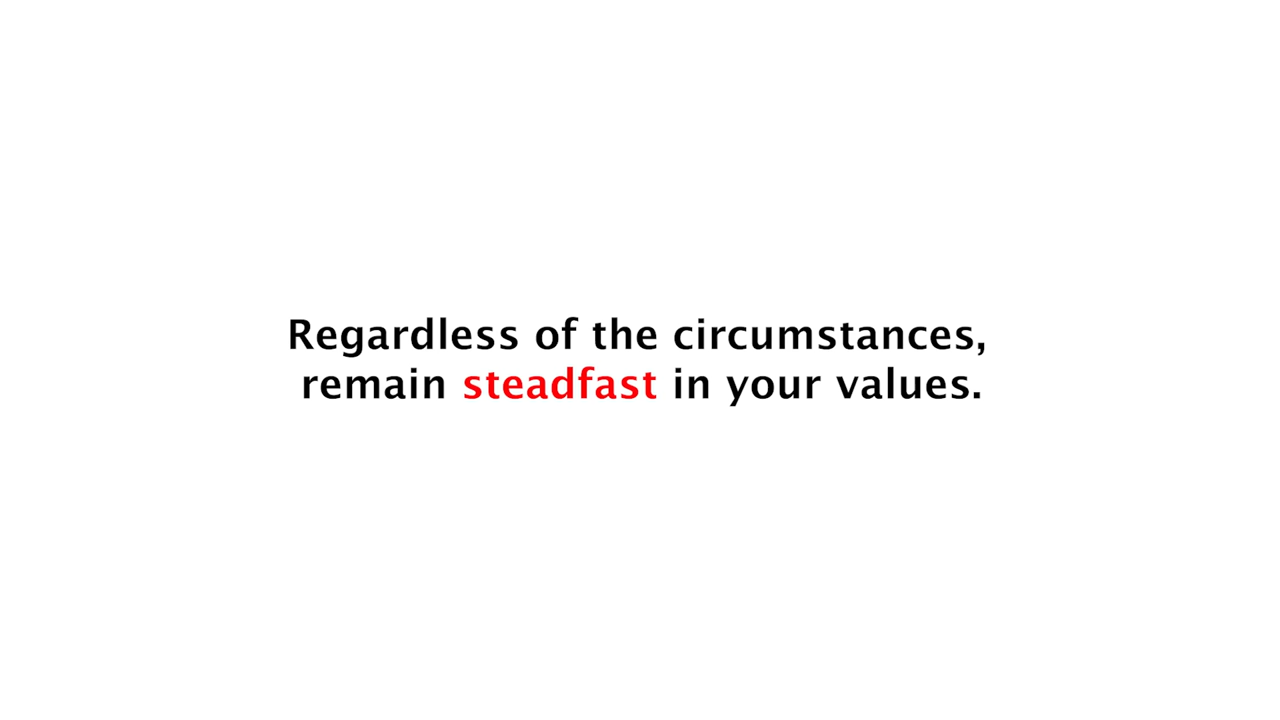 Regardless of the circumstances,
remain steadfast in your values.